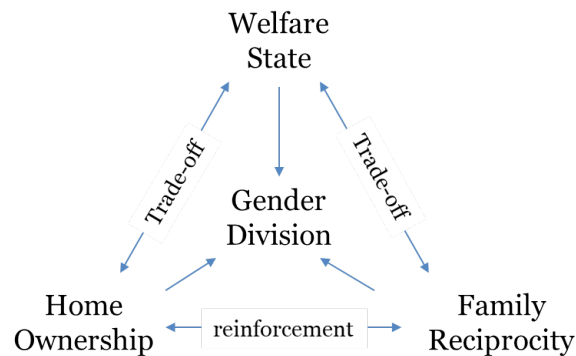 Welfare
State
Trade-off
Trade-off
Gender
Division
Home
Ownership
reinforcement
Family
Reciprocity